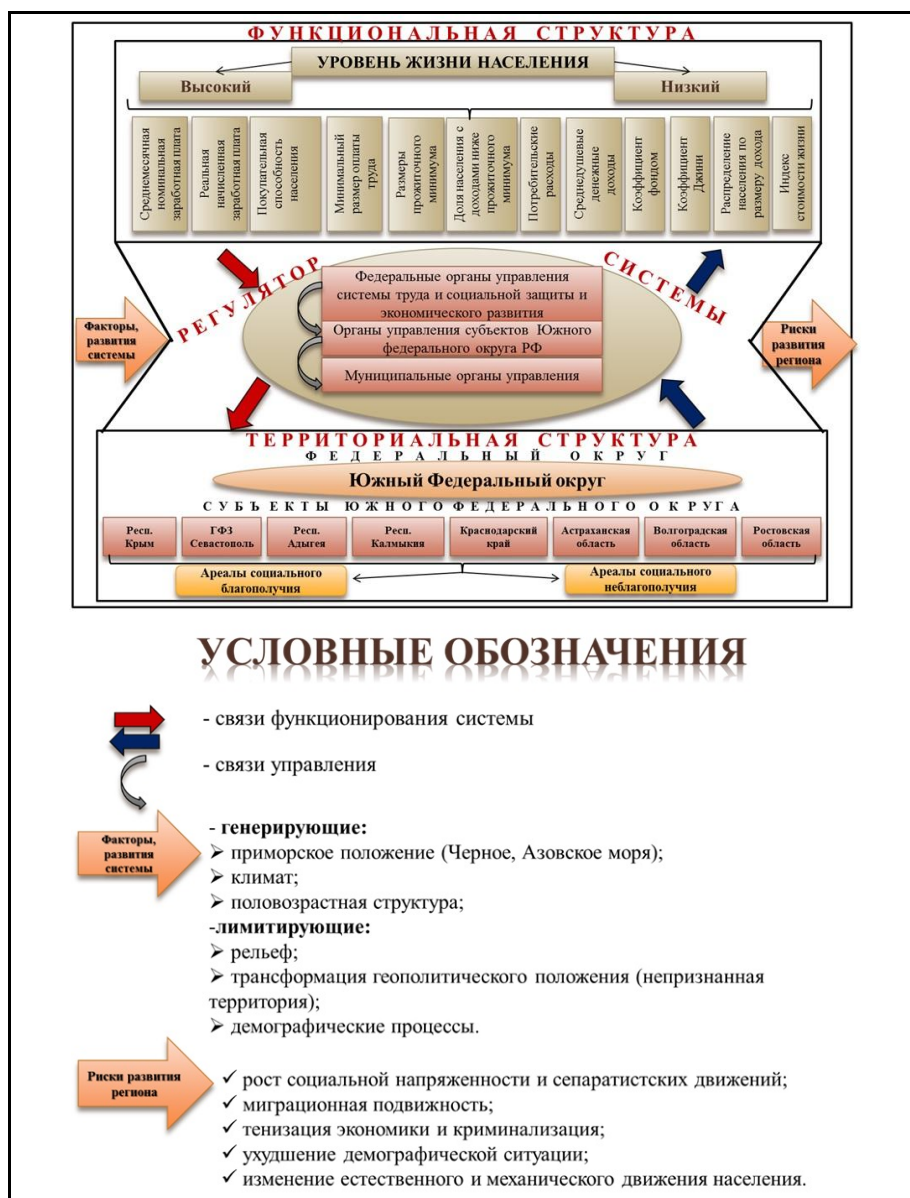 ФУНКЦИОНАЛЬНАЯ СТРУКТУРА
УРОВЕНЬ ЖИЗНИ НАСЕЛЕНИЯ
Высокий
Низкий
Среднемесячная
номинальная
заработная плата
Реальная
начисленная
заработная плата
Покупательная
способность
населения
Минимальный
размер оплаты
труда
Размеры
прожиточного
минимума
Доля населения с
доходами ниже
прожиточного
минимума
Потребительские
расходы
Среднедушевые
денежные
доходы
Коэффициент
фондом
Коэффициент
Джини
Распределение
населения по
размеру дохода
Индекс
стоимости жизни
РЕГУЛЯТОР
СИСТЕМЫ
Федеральные органы управления
системы труда и социальной защиты и
экономического развития
Органы управления субъектов Южного
федерального округа РФ
Муниципальные органы управления
Факторы,
развития
системы
Риски
развития
региона
ТЕРРИТОРИАЛЬНАЯ СТРУКТУРА
ФЕДЕРАЛЬНЫЙ ОКРУГ
Южный Федеральный округ
СУБЪЕКТЫ ЮЖНОГО ФЕДЕРАЛЬНОГО ОКРУГА
Респ.
Крым
ГФЗ
Севастополь
Респ.
Адыгея
Респ.
Калмыкия
Краснодарский
край
Астраханская
область
Волгоградская
область
Ростовская
область
Ареалы социального
благополучия
Ареалы социального
неблагополучия
УСЛОВНЫЕ ОБОЗНАЧЕНИЯ
- связи функционирования системы
- связи управления
Факторы,
развития
системы
- генерирующие:
➢ приморское положение (Черное, Азовское моря);
➢ климат;
➢ половозрастная структура;
-лимитирующие:
➢ рельеф;
➢ трансформация геополитического положения (непризнанная
территория);
➢ демографические процессы.
Риски развития
региона
✓ рост социальной напряженности и сепаратистских движений;
✓ миграционная подвижность;
✓ тенизация экономики и криминализация;
✓ ухудшение демографической ситуации;
✓ изменение естественного и механического движения населения.